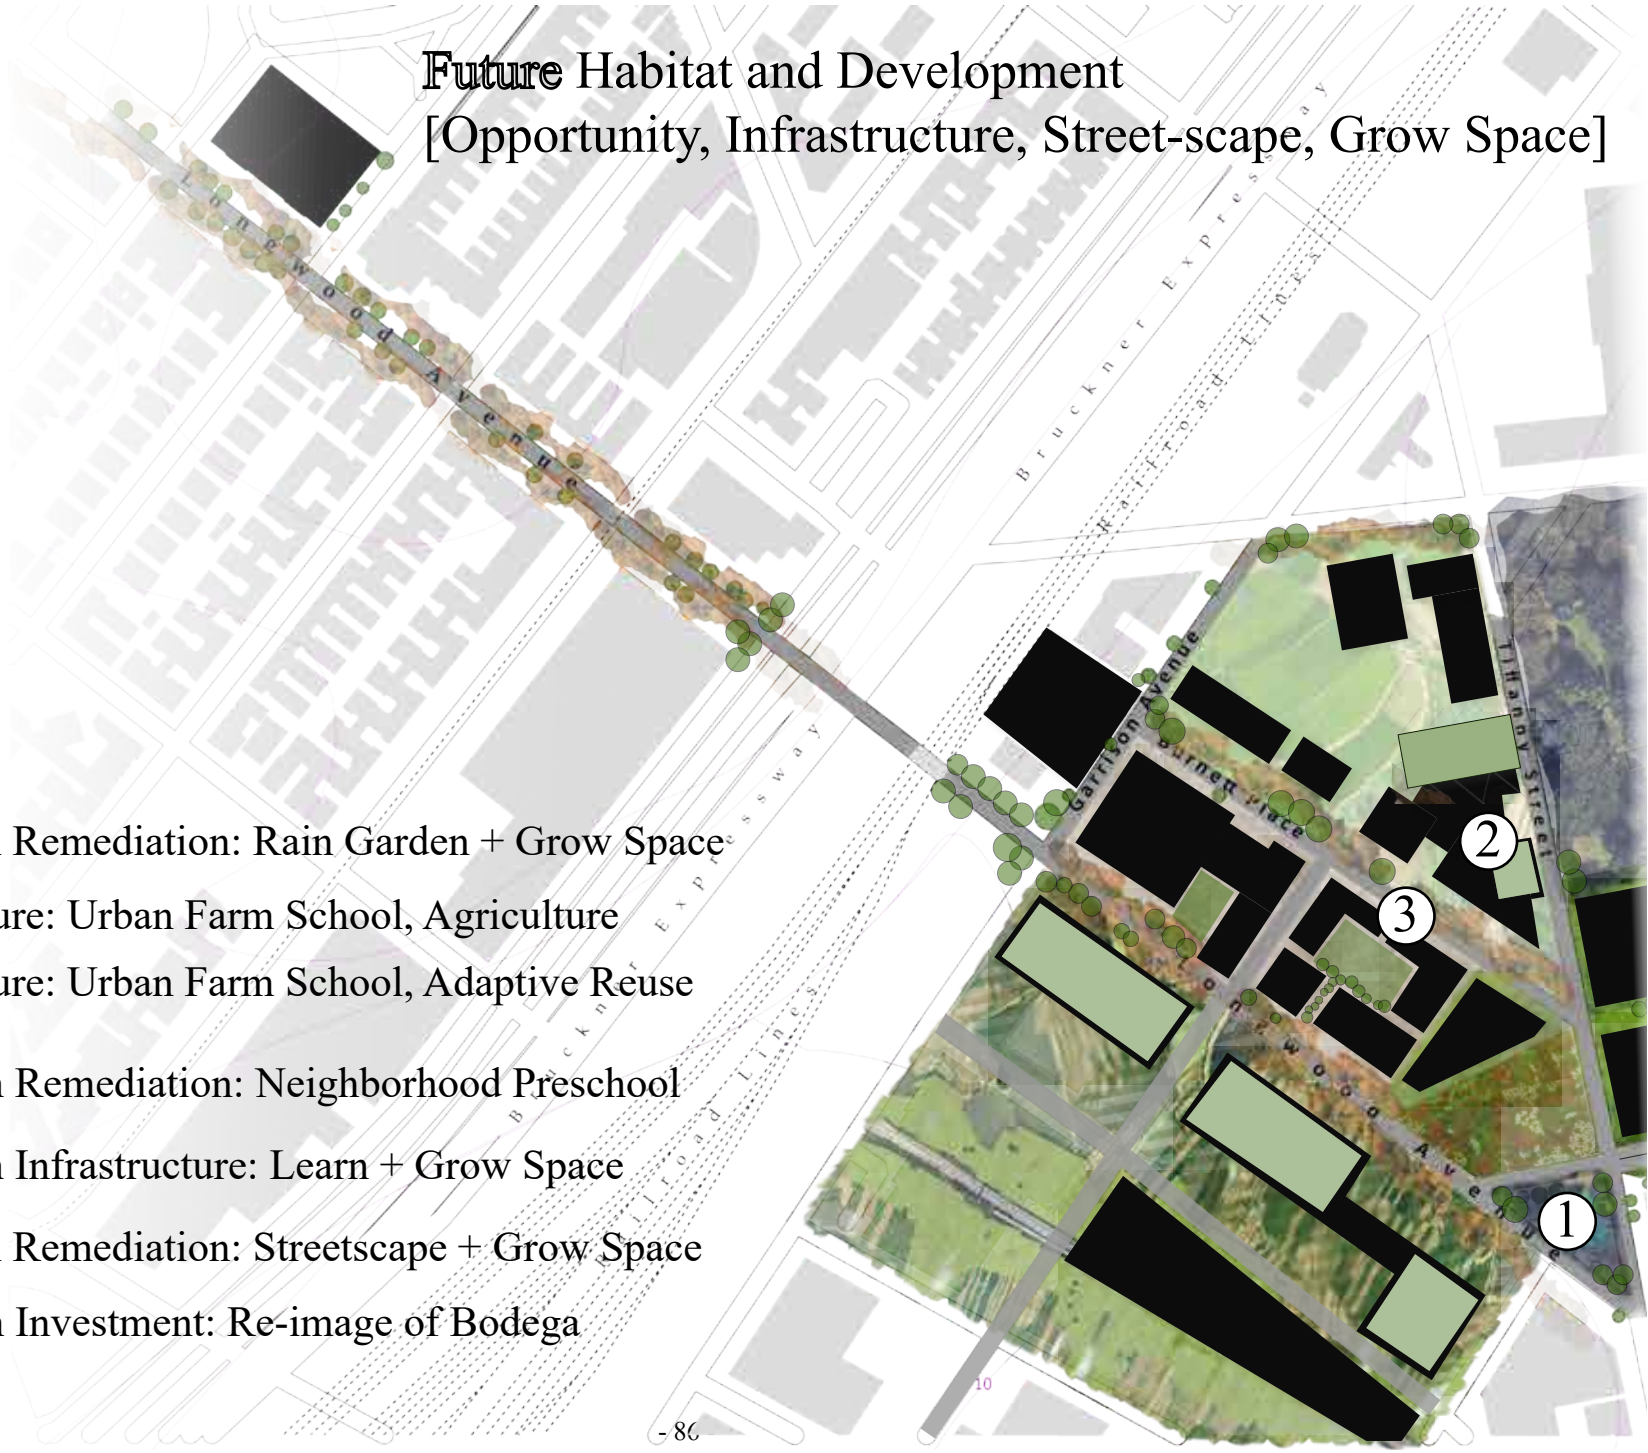 Future Habitat and Development
[Opportunity, Infrastructure, Street-scape, Grow Space]
Longwood Avenue
Bruckner Expressway
Railroad Lines
Garrison Avenue
Tiffany Street
Place
2
3
Remediation: Rain Garden + Grow Space
ure: Urban Farm School, Agriculture
ure: Urban Farm School, Adaptive Reuse
n Remediation: Neighborhood Preschool
n Infrastructure: Learn + Grow Space
Remediation: Streetscape + Grow Space
n Investment: Re-image of Bodega
Bruckner Expressway
Railroad Lines
Longwood Avenue
1
10
- 86